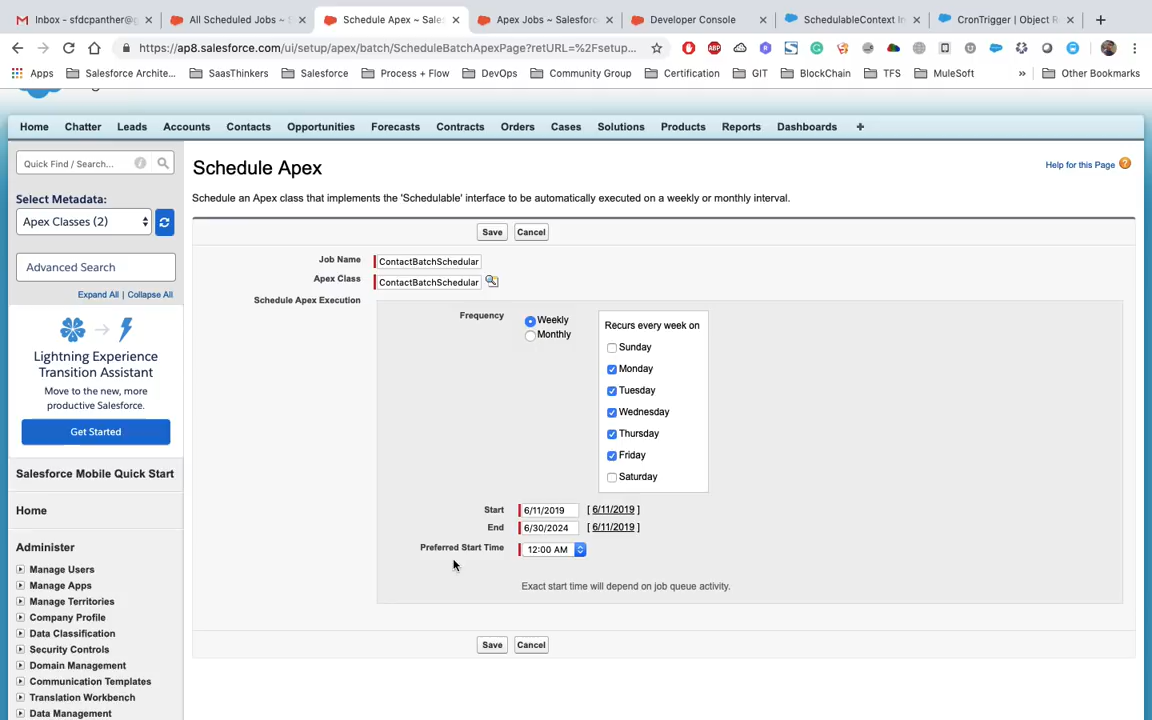 Inbox - sfdcpanther@g
All Scheduled Jobs ~ S
Schedule Apex ~ Sale
Apex Jobs ~ Salesforc
Developer Console
SchedulableContext In
CronTrigger | Object R
https://ap8.salesforce.com/ui/setup/apex/batch/ScheduleBatchApexPage?retURL=%2Fsetup...
Apps
Salesforce Archite...
SaasThinkers
Salesforce
Process + Flow
DevOps
Community Group
Certification
GIT
BlockChain
TFS
MuleSoft
»
Other Bookmarks
Home
Chatter
Leads
Accounts
Contacts
Opportunities
Forecasts
Contracts
Orders
Cases
Solutions
Products
Reports
Dashboards
+
Quick Find / Search...
Select Metadata:
Apex Classes (2)
Advanced Search
Expand All | Collapse All
Lightning Experience
Transition Assistant
Move to the new, more
productive Salesforce.
Get Started
Salesforce Mobile Quick Start
Home
Administer
Manage Users
Manage Apps
Manage Territories
Company Profile
Data Classification
Security Controls
Domain Management
Communication Templates
Translation Workbench
Data Management
Schedule Apex
Help for this Page ?
Schedule an Apex class that implements the 'Schedulable' interface to be automatically executed on a weekly or monthly interval.
Save Cancel
Job Name ContactBatchSchedular
Apex Class ContactBatchSchedular
Schedule Apex Execution
Frequency
Weekly
Monthly
Recurs every week on
Sunday
Monday
Tuesday
Wednesday
Thursday
Friday
Saturday
Start 6/11/2019 [ 6/11/2019 ]
End 6/30/2024 [ 6/11/2019 ]
Preferred Start Time 12:00 AM
Exact start time will depend on job queue activity.
Save Cancel